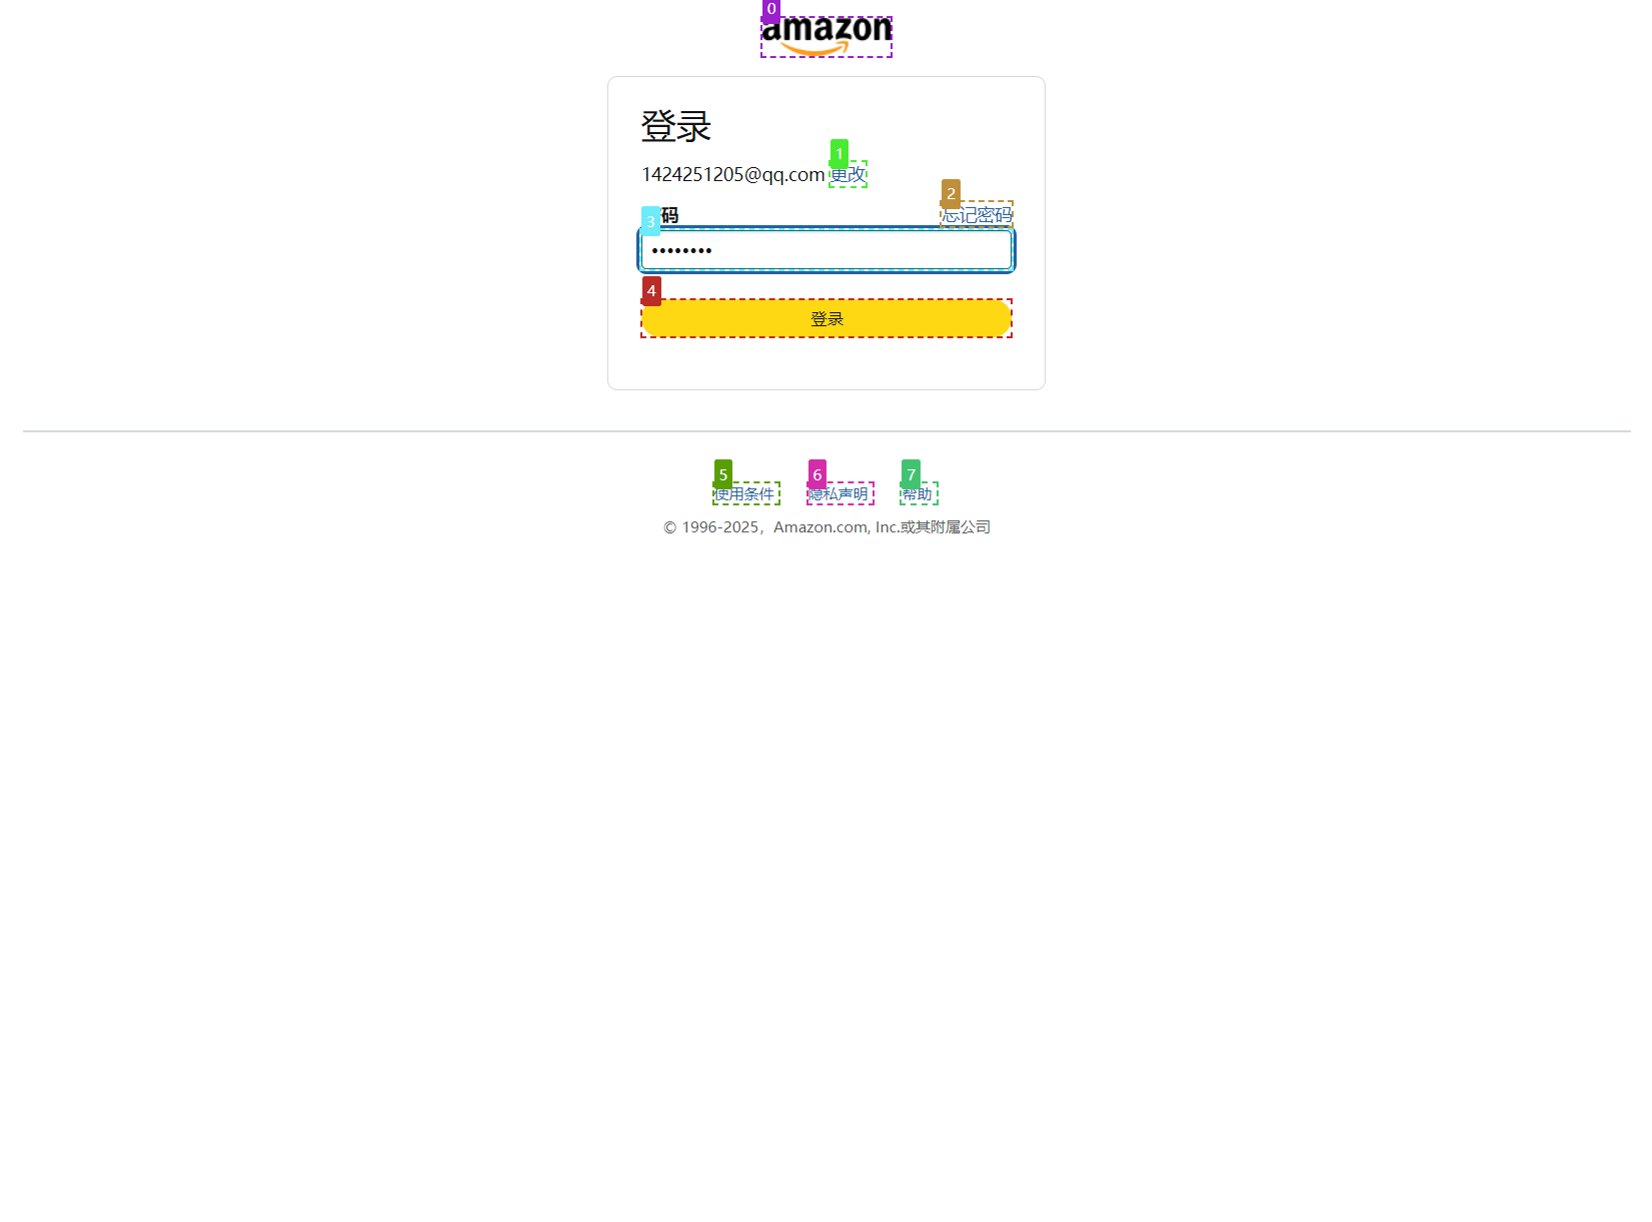 0
amazon
登录
1
1424251205@qq.com 更改
2
3 码 忘记密码
••••••••
4
登录
5 6 7
使用条件 隐私声明 帮助
© 1996-2025，Amazon.com, Inc.或其附属公司